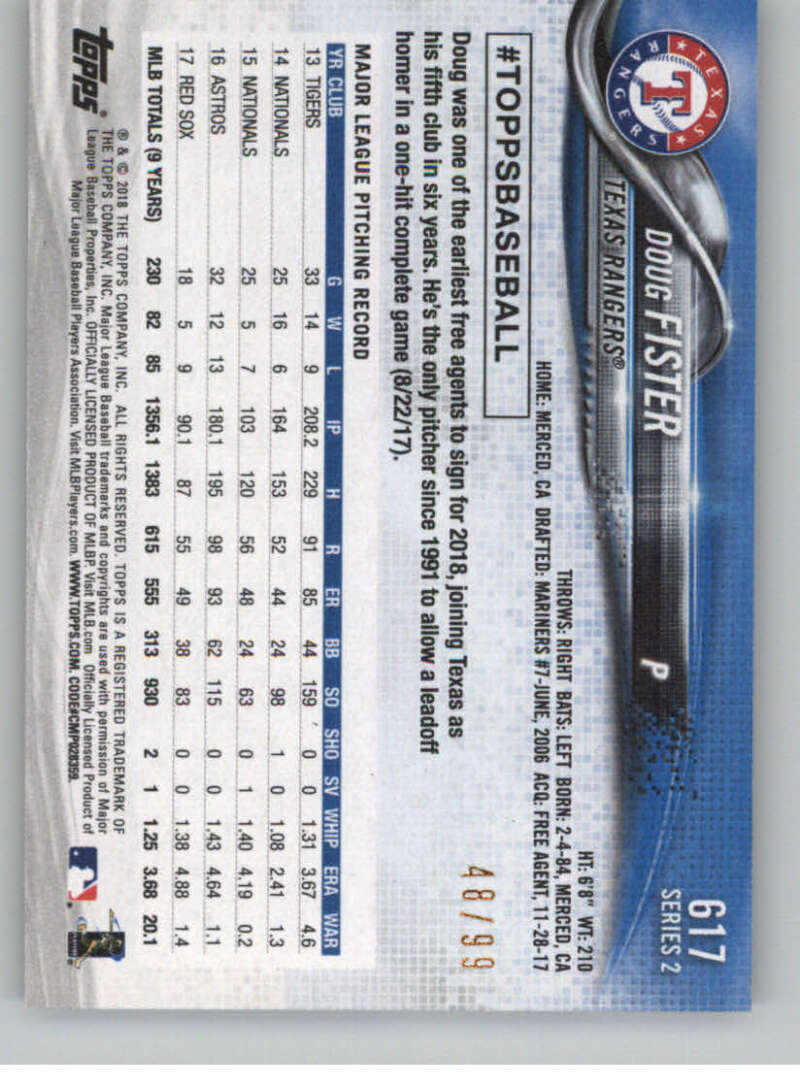 617
SERIES 2
TEXAS
RANGERS
T
DOUG FISTER P
TEXAS RANGERS®
HT: 6'8" WT: 210
THROWS: RIGHT BATS: LEFT BORN: 2-4-84, MERCED, CA
HOME: MERCED, CA DRAFTED: MARINERS #7-JUNE, 2006 ACQ: FREE AGENT, 11-28-17
#TOPPSBASEBALL
48/99
Doug was one of the earliest free agents to sign for 2018, joining Texas as
his fifth club in six years. He's the only pitcher since 1991 to allow a leadoff
homer in a one-hit complete game (8/22/17).
MAJOR LEAGUE PITCHING RECORD
YR CLUB G W L IP H R ER BB SO SHO SV WHIP ERA WAR
13 TIGERS 33 14 9 208.2 229 91 85 44 159 0 0 1.31 3.67 4.6
14 NATIONALS 25 16 6 164 153 52 44 24 98 1 0 1.08 2.41 1.3
15 NATIONALS 25 5 7 103 120 56 48 24 63 0 1 1.40 4.19 0.2
16 ASTROS 32 12 13 180.1 195 98 93 62 115 0 0 1.43 4.64 1.1
17 RED SOX 18 5 9 90.1 87 55 49 38 83 0 0 1.38 4.88 1.4
MLB TOTALS (9 YEARS) 230 82 85 1356.1 1383 615 555 313 930 2 1 1.25 3.68 20.1
topps®
® & © 2018 THE TOPPS COMPANY, INC. ALL RIGHTS RESERVED. TOPPS IS A REGISTERED TRADEMARK OF
THE TOPPS COMPANY, INC. Major League Baseball trademarks and copyrights are used with permission of Major
League Baseball Properties, Inc. OFFICIALLY LICENSED PRODUCT OF MLBP. Visit MLB.com Officially Licensed Product of
Major League Baseball Players Association. Visit MLBPlayers.com. WWW.TOPPS.COM. CODE#CMP028359.